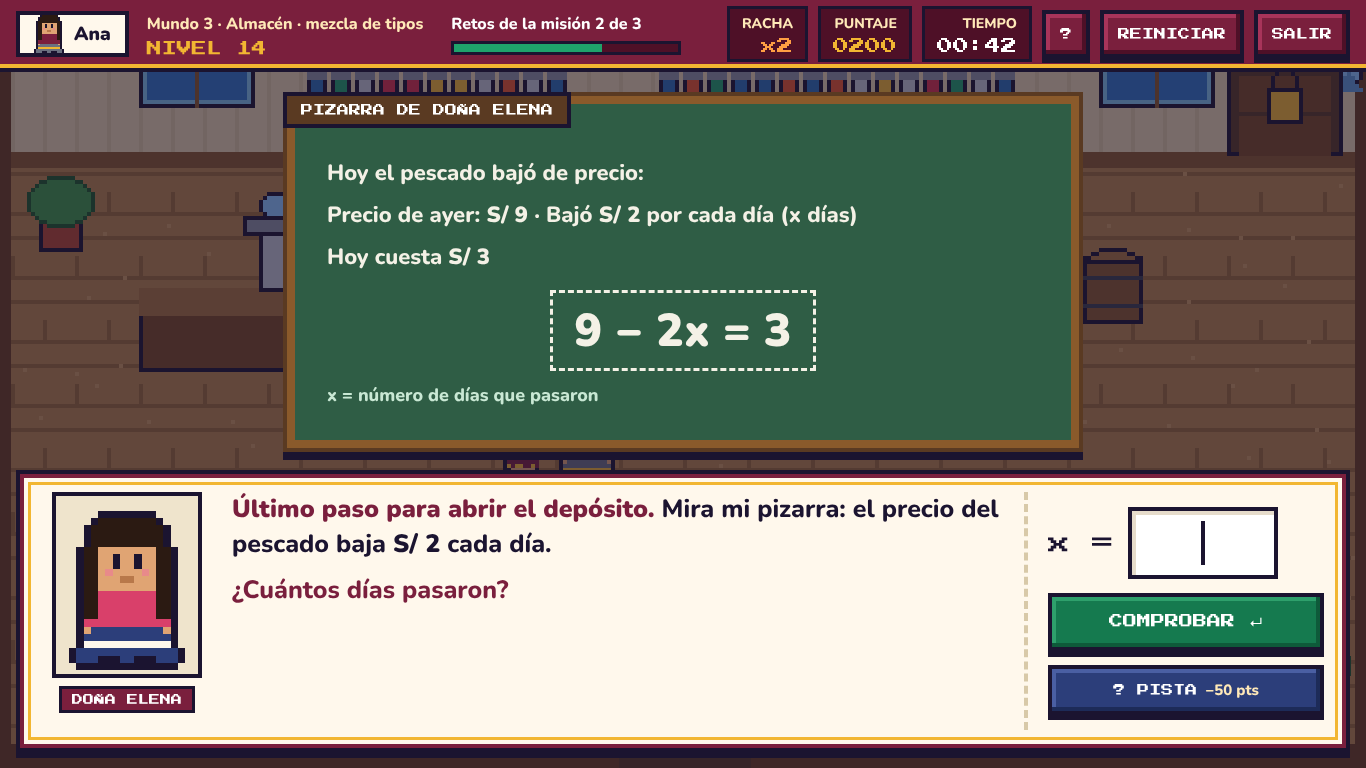 Ana
Mundo 3 · Almacén · mezcla de tipos
NIVEL 14
Retos de la misión 2 de 3
RACHA
x2
PUNTAJE
0200
TIEMPO
00:42
?
REINICIAR
SALIR
PIZARRA DE DOÑA ELENA
Hoy el pescado bajó de precio:
Precio de ayer: S/ 9 · Bajó S/ 2 por cada día (x días)
Hoy cuesta S/ 3
9 − 2x = 3
x = número de días que pasaron
Último paso para abrir el depósito. Mira mi pizarra: el precio del
pescado baja S/ 2 cada día.
¿Cuántos días pasaron?
DOÑA ELENA
x =
COMPROBAR ↵
? PISTA −50 pts